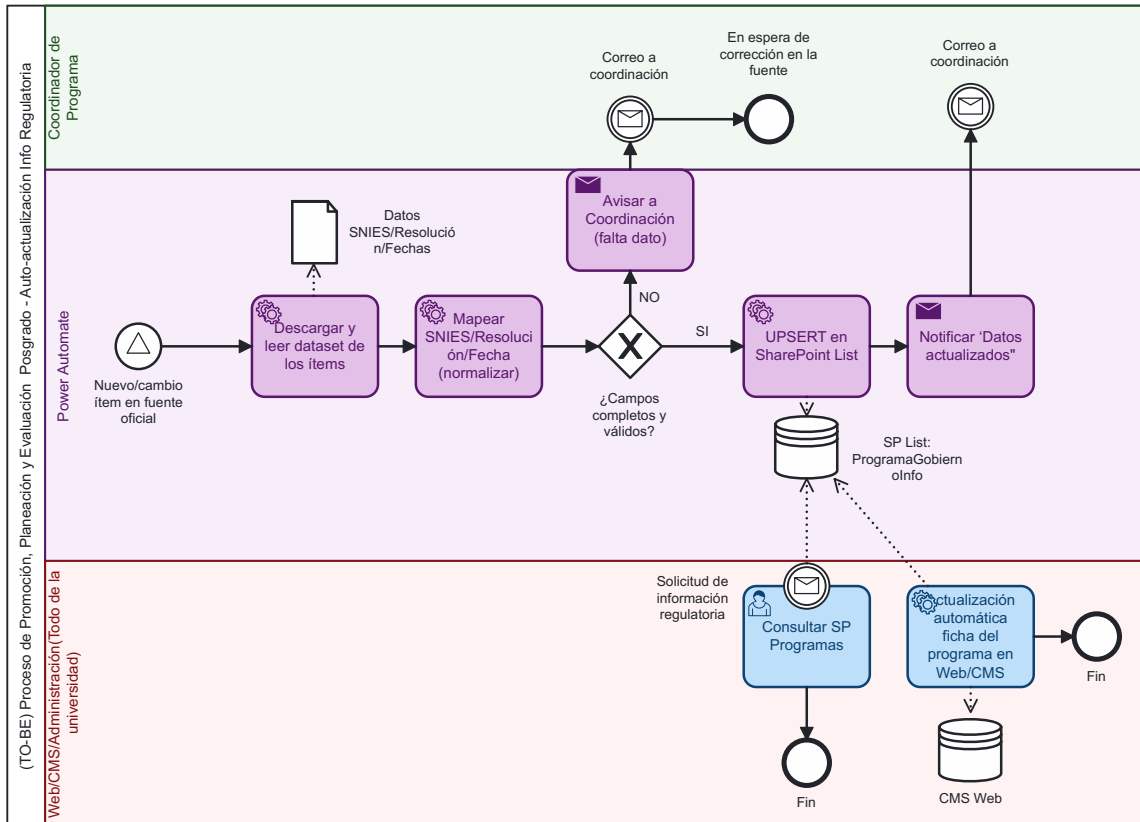 (TO-BE) Proceso de Promoción, Planeación y Evaluación  Posgrado - Auto-actualización Info Regulatoria
Coordinador de
Programa
Correo a
coordinación
En espera de
corrección en la
fuente
Correo a
coordinación
Power Automate
Datos
SNIES/Resolució
n/Fechas
Avisar a
Coordinación
(falta dato)
NO
Nuevo/cambio
ítem en fuente
oficial
Descargar y
leer dataset de
los ítems
Mapear
SNIES/Resoluci
ón/Fecha
(normalizar)
¿Campos
completos y
válidos?
SI
UPSERT en
SharePoint List
Notificar ‘Datos
actualizados"
SP List:
ProgramaGobiern
oInfo
Web/CMS/Administración(Todo de la
universidad)
Solicitud de
información
regulatoria
Consultar SP
Programas
Fin
ctualización
automática
ficha del
programa en
Web/CMS
Fin
CMS Web